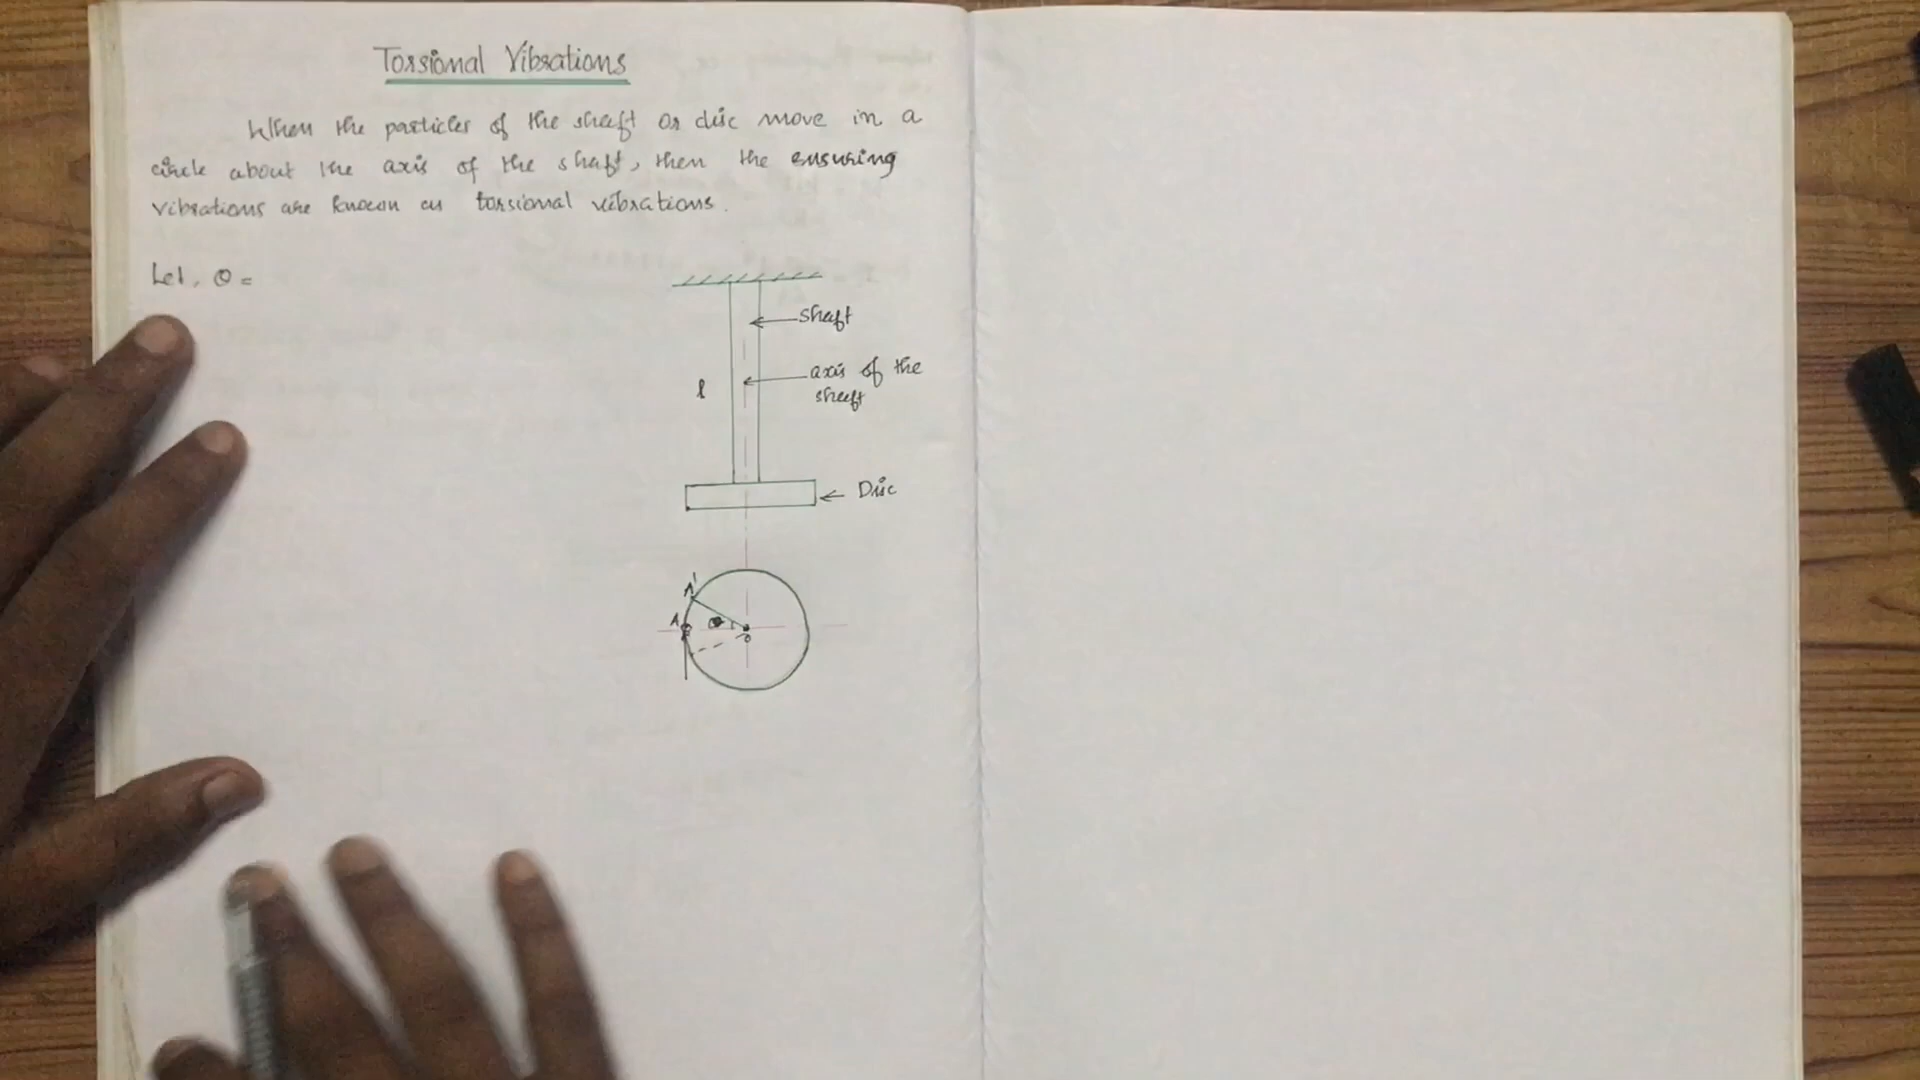 Torsional Vibrations
When the particles of the shaft or disc move in a
circle about the axis of the shaft, then the ensuring
vibrations are known as torsional vibrations.
Let, θ =
shaft
axis of the
shaft
l
Disc
A'
A
θ
O